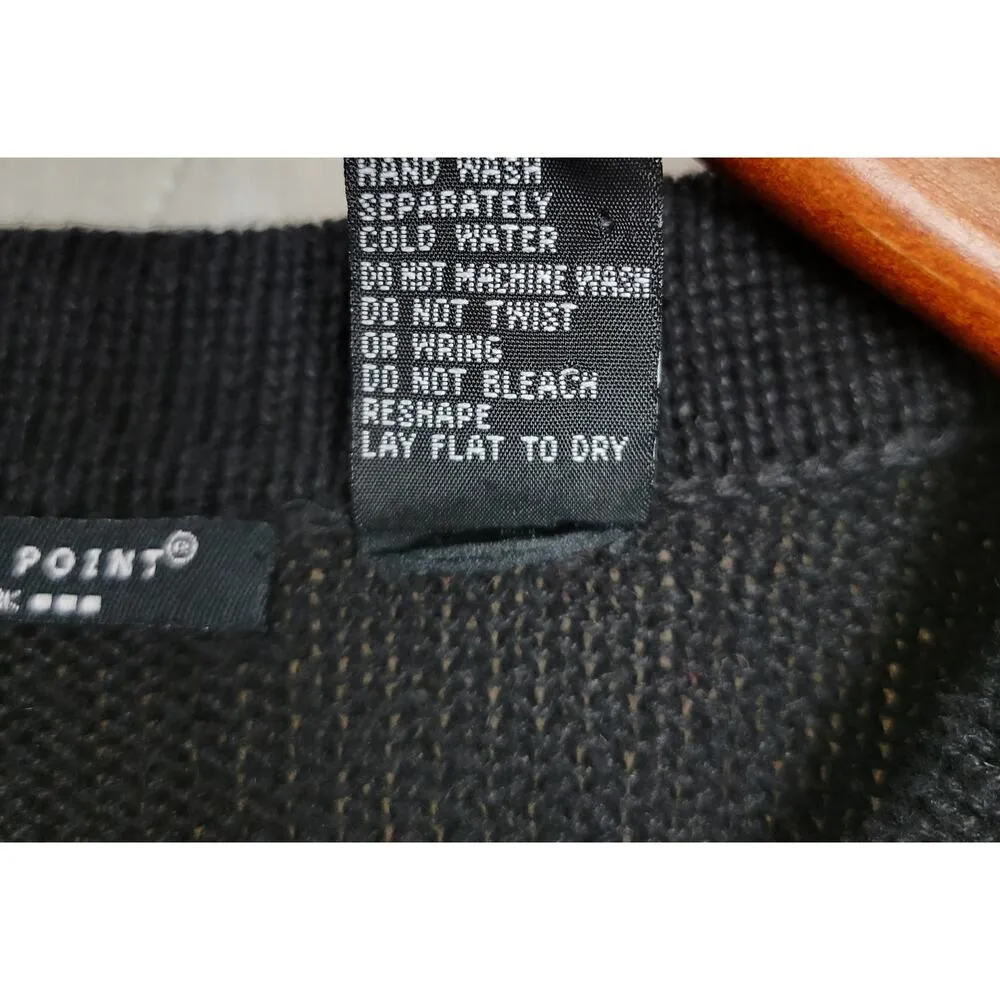 HAND WASH
SEPARATELY
COLD WATER
DO NOT MACHINE WASH
DO NOT TWIST
OR WRING
DO NOT BLEACH
RESHAPE
LAY FLAT TO DRY
POINT®